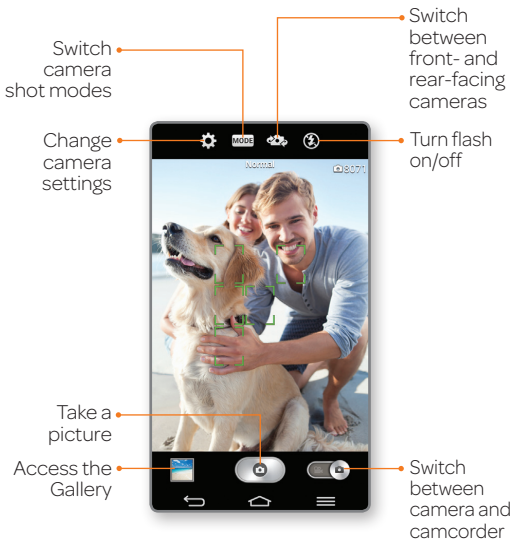 Switch
camera
shot modes
Switch
between
front- and
rear-facing
cameras
Change
camera
settings
Turn flash
on/off
MODE
Normal
8071
Take a
picture
Access the
Gallery
Switch
between
camera and
camcorder